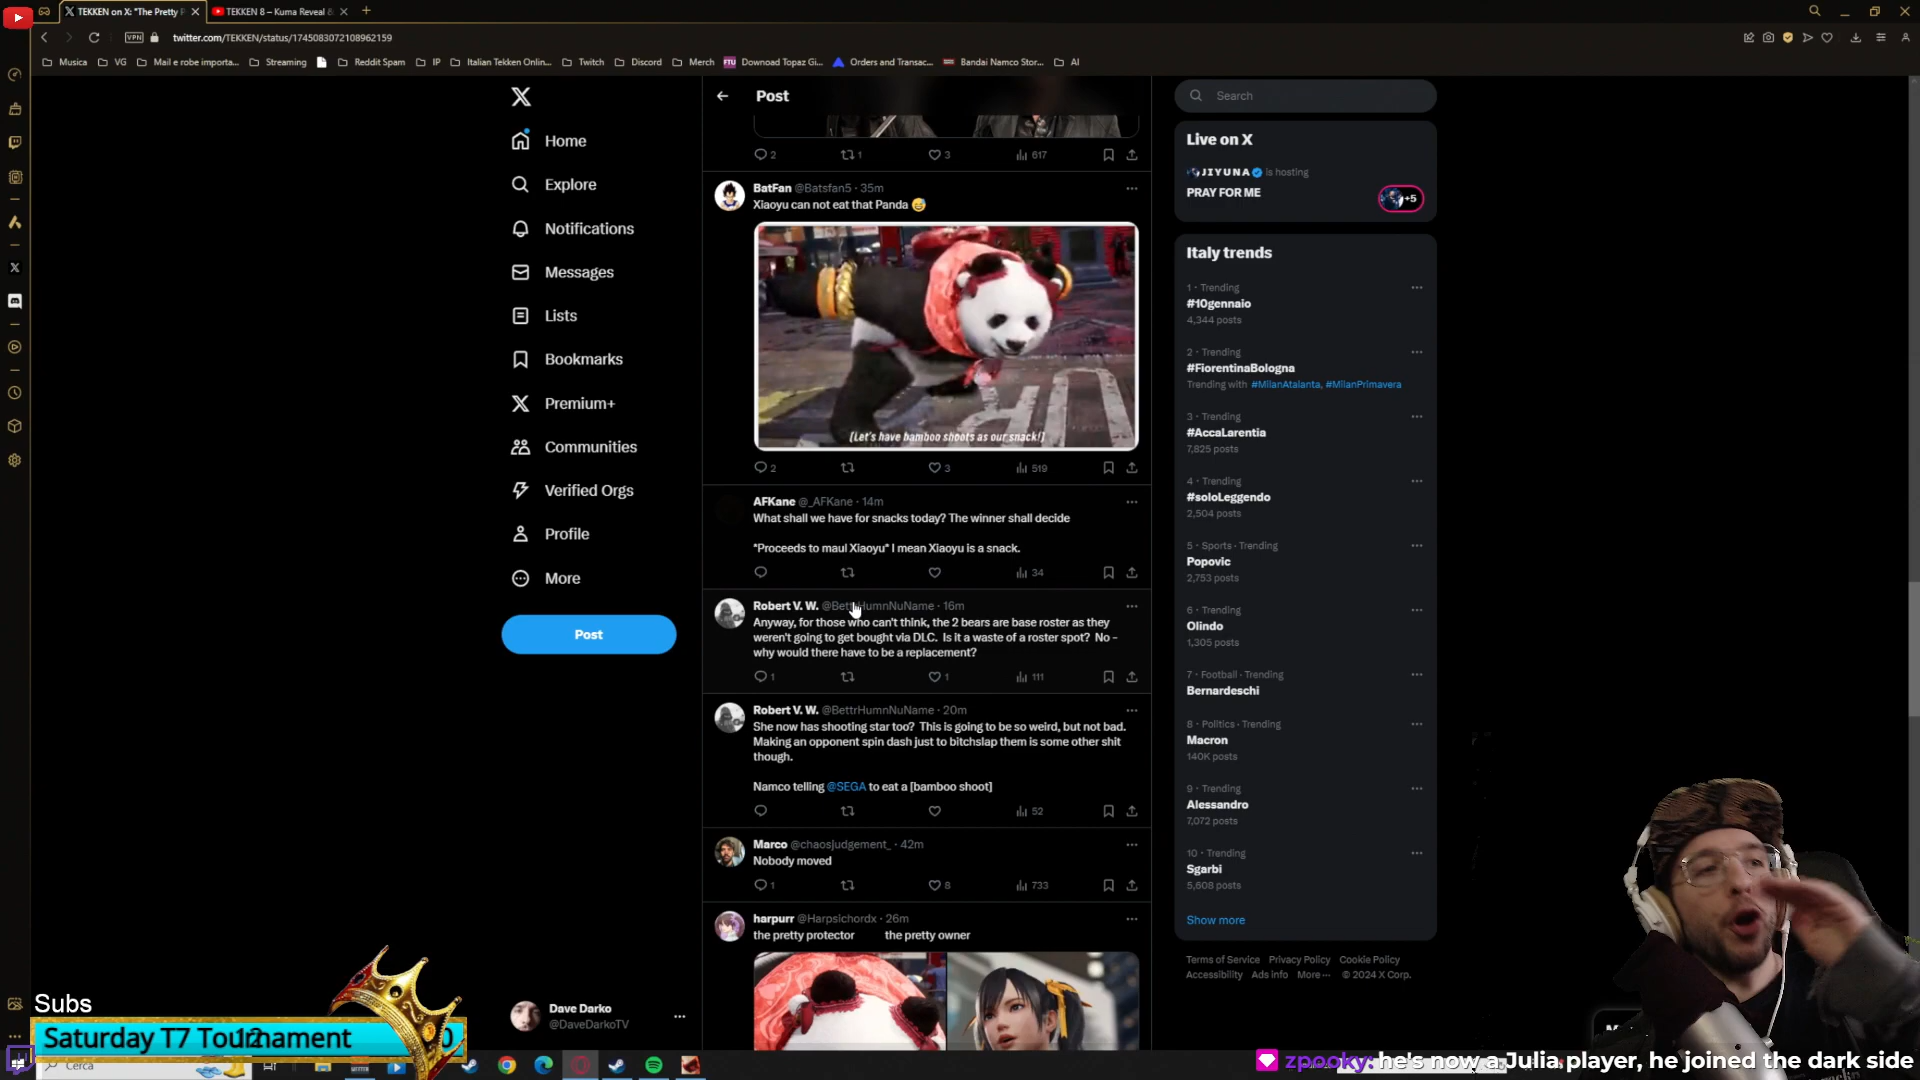 TEKKEN on X: "The Pretty P
TEKKEN 8 – Kuma Reveal &
VPN
twitter.com/TEKKEN/status/1745083072108962159
Musica
VG
Mail e robe importa...
Streaming
Reddit Spam
IP
Italian Tekken Onlin...
Twitch
Discord
Merch
FTU
Downoad Topaz Gi...
Orders and Transac...
Bandai Namco Stor...
AI
Home
Explore
Notifications
Messages
Lists
Bookmarks
Premium+
Communities
Verified Orgs
Profile
More
Post
Dave Darko
@DaveDarkoTV
Post
2 1 3 617
BatFan @Batsfan5 · 35m
Xiaoyu can not eat that Panda
[Let's have bamboo shoots as our snack!]
2 3 519
AFKane @_AFKane · 14m
What shall we have for snacks today? The winner shall decide
*Proceeds to maul Xiaoyu* I mean Xiaoyu is a snack.
34
Robert V. W. @BettrHumnNuName · 16m
Anyway, for those who can't think, the 2 bears are base roster as they
weren't going to get bought via DLC. Is it a waste of a roster spot? No -
why would there have to be a replacement?
1 1 111
Robert V. W. @BettrHumnNuName · 20m
She now has shooting star too? This is going to be so weird, but not bad.
Making an opponent spin dash just to bitchslap them is some other shit
though.
Namco telling @SEGA to eat a [bamboo shoot]
52
Marco @chaosjudgement_ · 42m
Nobody moved
1 8 733
harpurr @Harpsichordx · 26m
the pretty protector the pretty owner
Search
Live on X
JIYUNA is hosting
PRAY FOR ME
+5
Italy trends
1 · Trending
#10gennaio
4,344 posts
2 · Trending
#FiorentinaBologna
Trending with #MilanAtalanta, #MilanPrimavera
3 · Trending
#AccaLarentia
7,825 posts
4 · Trending
#soloLeggendo
2,504 posts
5 · Sports · Trending
Popovic
2,753 posts
6 · Trending
Olindo
1,305 posts
7 · Football · Trending
Bernardeschi
8 · Politics · Trending
Macron
140K posts
9 · Trending
Alessandro
7,072 posts
10 · Trending
Sgarbi
5,608 posts
Show more
Terms of Service Privacy Policy Cookie Policy
Accessibility Ads info More ··· © 2024 X Corp.
Subs
Saturday T7 Tournament
12
0
Cerca
zpooky: he's now a Julia player, he joined the dark side